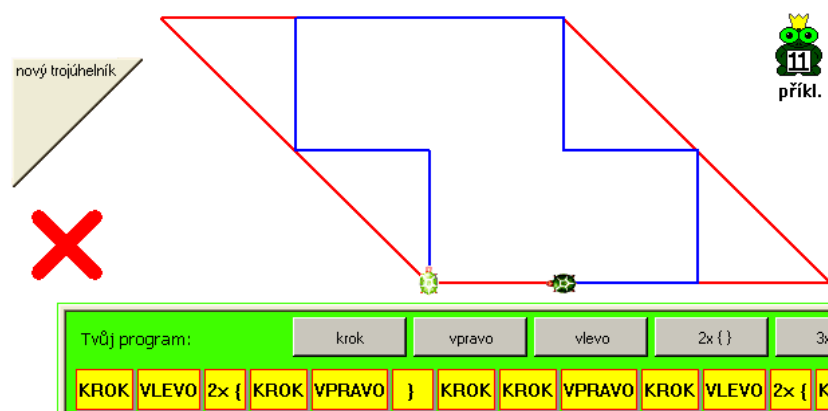 nový trojúhelník
11
příkl.
Tvůj program:
krok
vpravo
vlevo
2x { }
3x
KROK VLEVO 2x { KROK VPRAVO } KROK KROK VPRAVO KROK VLEVO 2x {